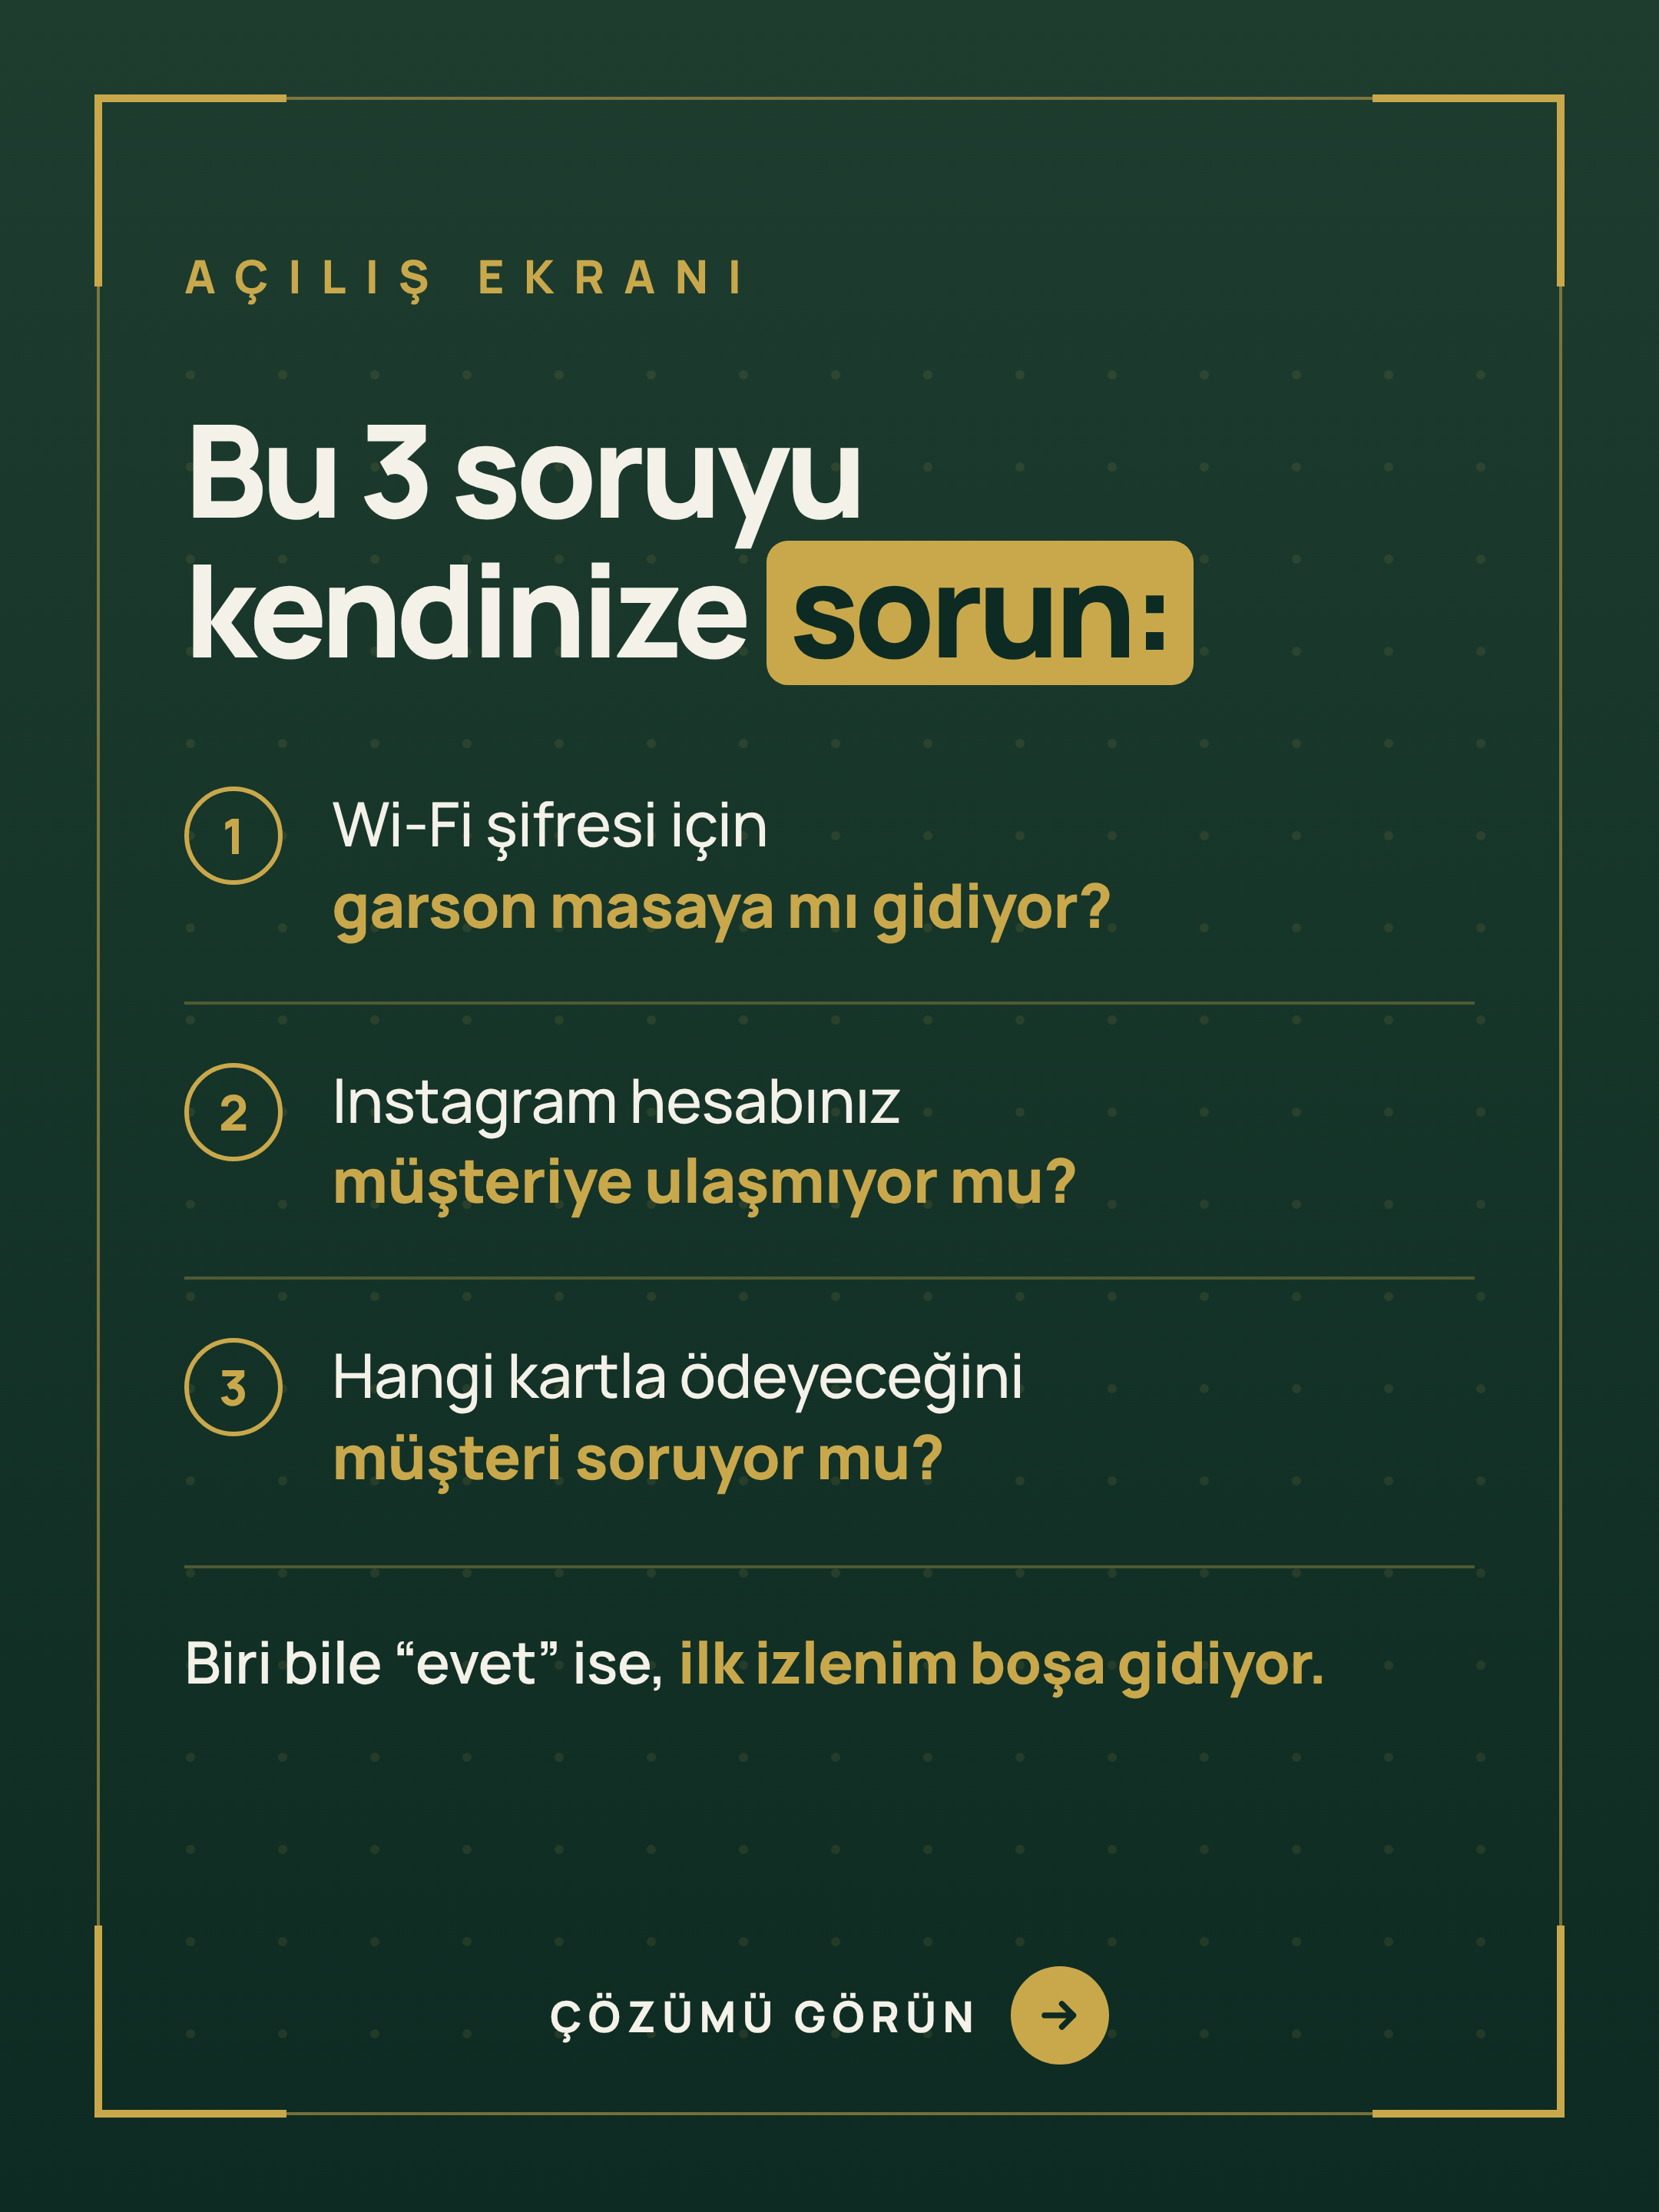 AÇILIŞ EKRANI
Bu 3 soruyu
kendinize sorun:
1 Wi-Fi şifresi için
garson masaya mı gidiyor?
2 Instagram hesabınız
müşteriye ulaşmıyor mu?
3 Hangi kartla ödeyeceğini
müşteri soruyor mu?
Biri bile “evet” ise, ilk izlenim boşa gidiyor.
ÇÖZÜMÜ GÖRÜN